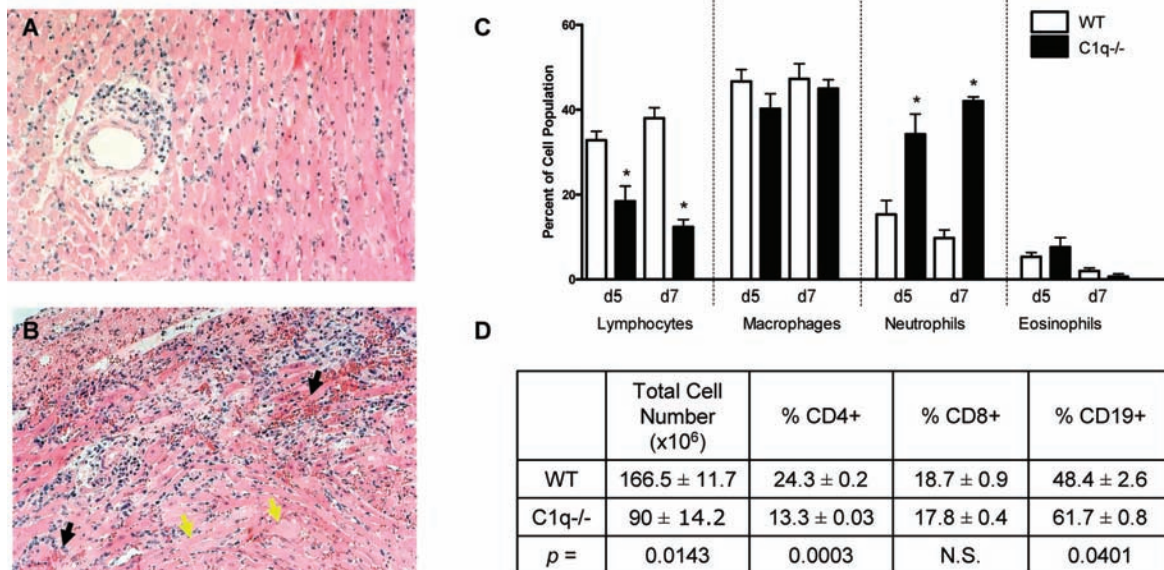 A
B
C
Percent of Cell Population
60
40
20
0
WT
C1q-/-
*
*
*
*
d5 d7 d5 d7 d5 d7 d5 d7
Lymphocytes Macrophages Neutrophils Eosinophils
D
Total Cell Number (x10⁶) % CD4+ % CD8+ % CD19+
WT 166.5 ± 11.7 24.3 ± 0.2 18.7 ± 0.9 48.4 ± 2.6
C1q-/- 90 ± 14.2 13.3 ± 0.03 17.8 ± 0.4 61.7 ± 0.8
p = 0.0143 0.0003 N.S. 0.0401